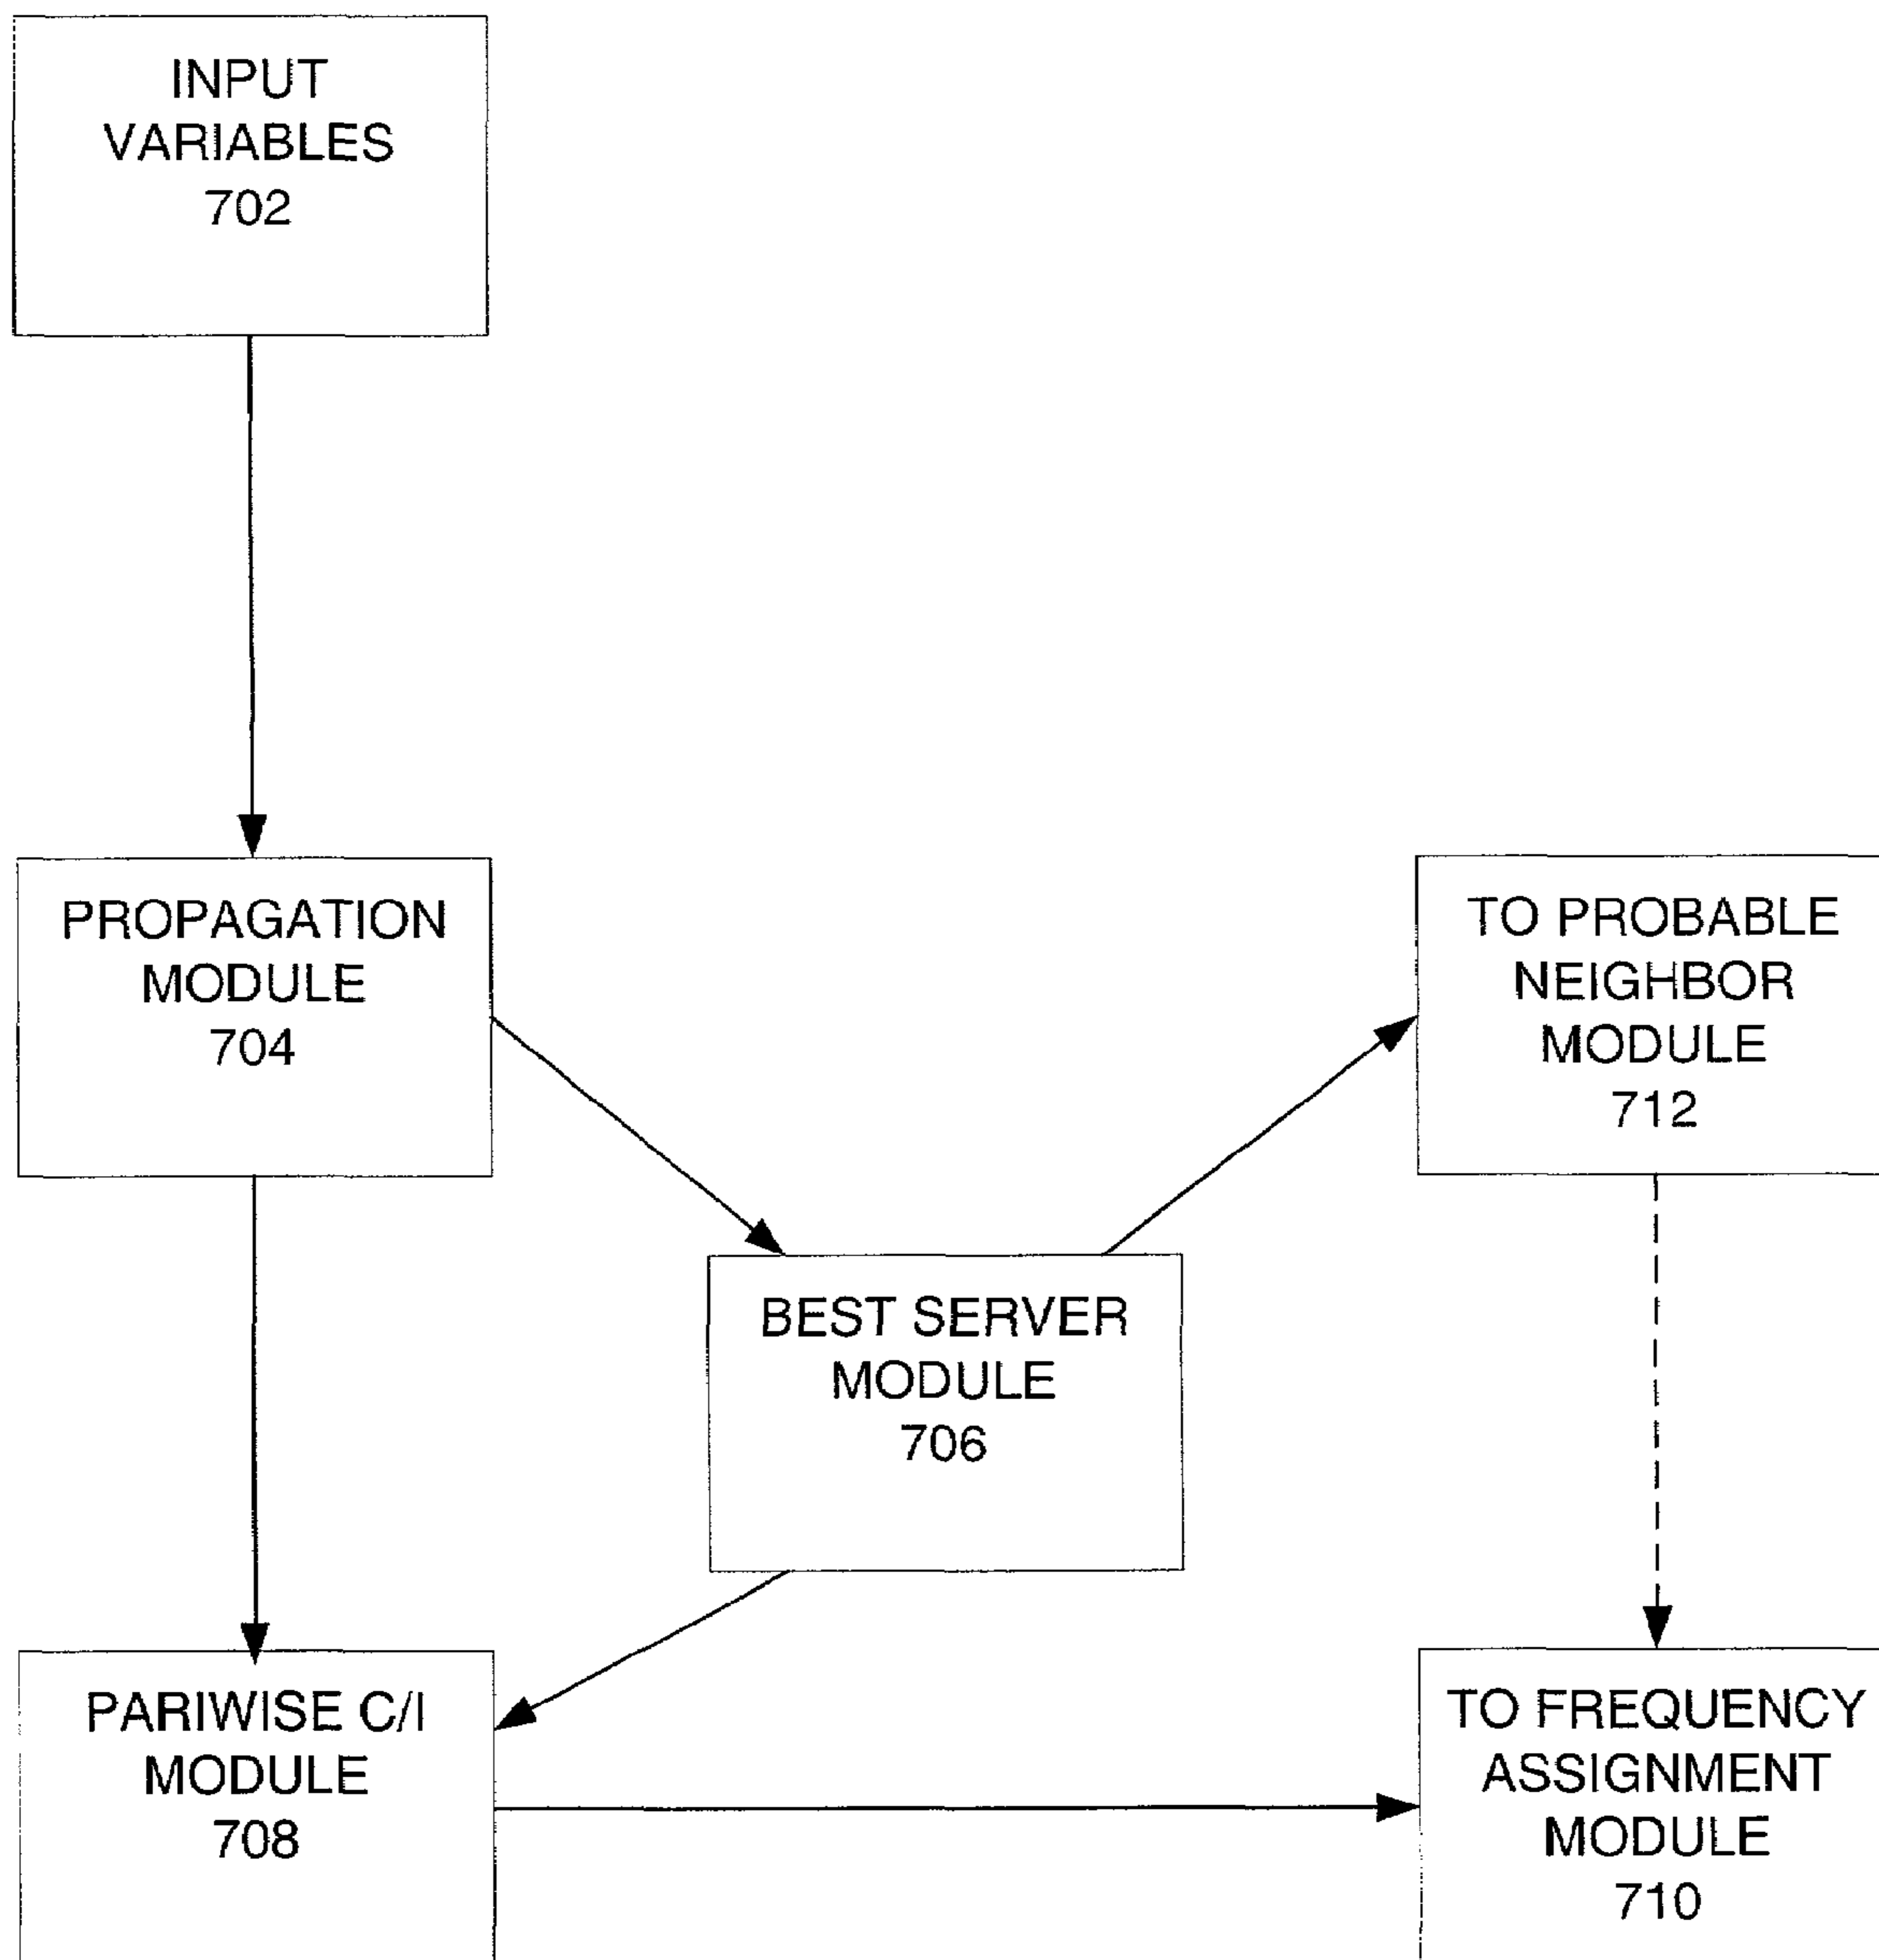 INPUT
VARIABLES
702
PROPAGATION
MODULE
704
TO PROBABLE
NEIGHBOR
MODULE
712
BEST SERVER
MODULE
706
PARIWISE C/I
MODULE
708
TO FREQUENCY
ASSIGNMENT
MODULE
710